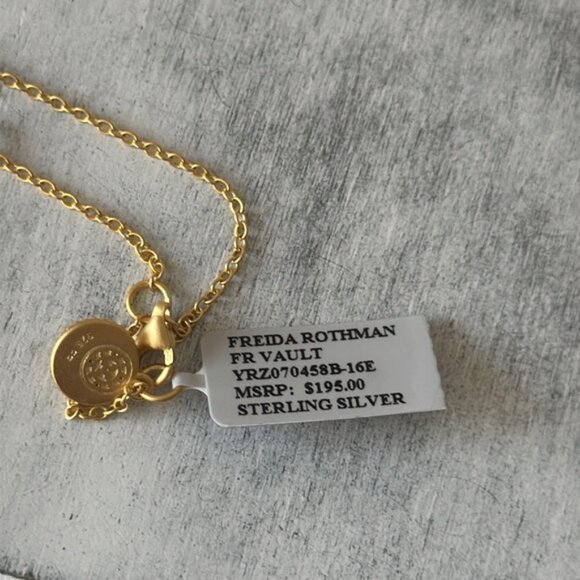 FREIDA ROTHMAN
FR VAULT
YRZ070458B-16E
MSRP: $195.00
STERLING SILVER